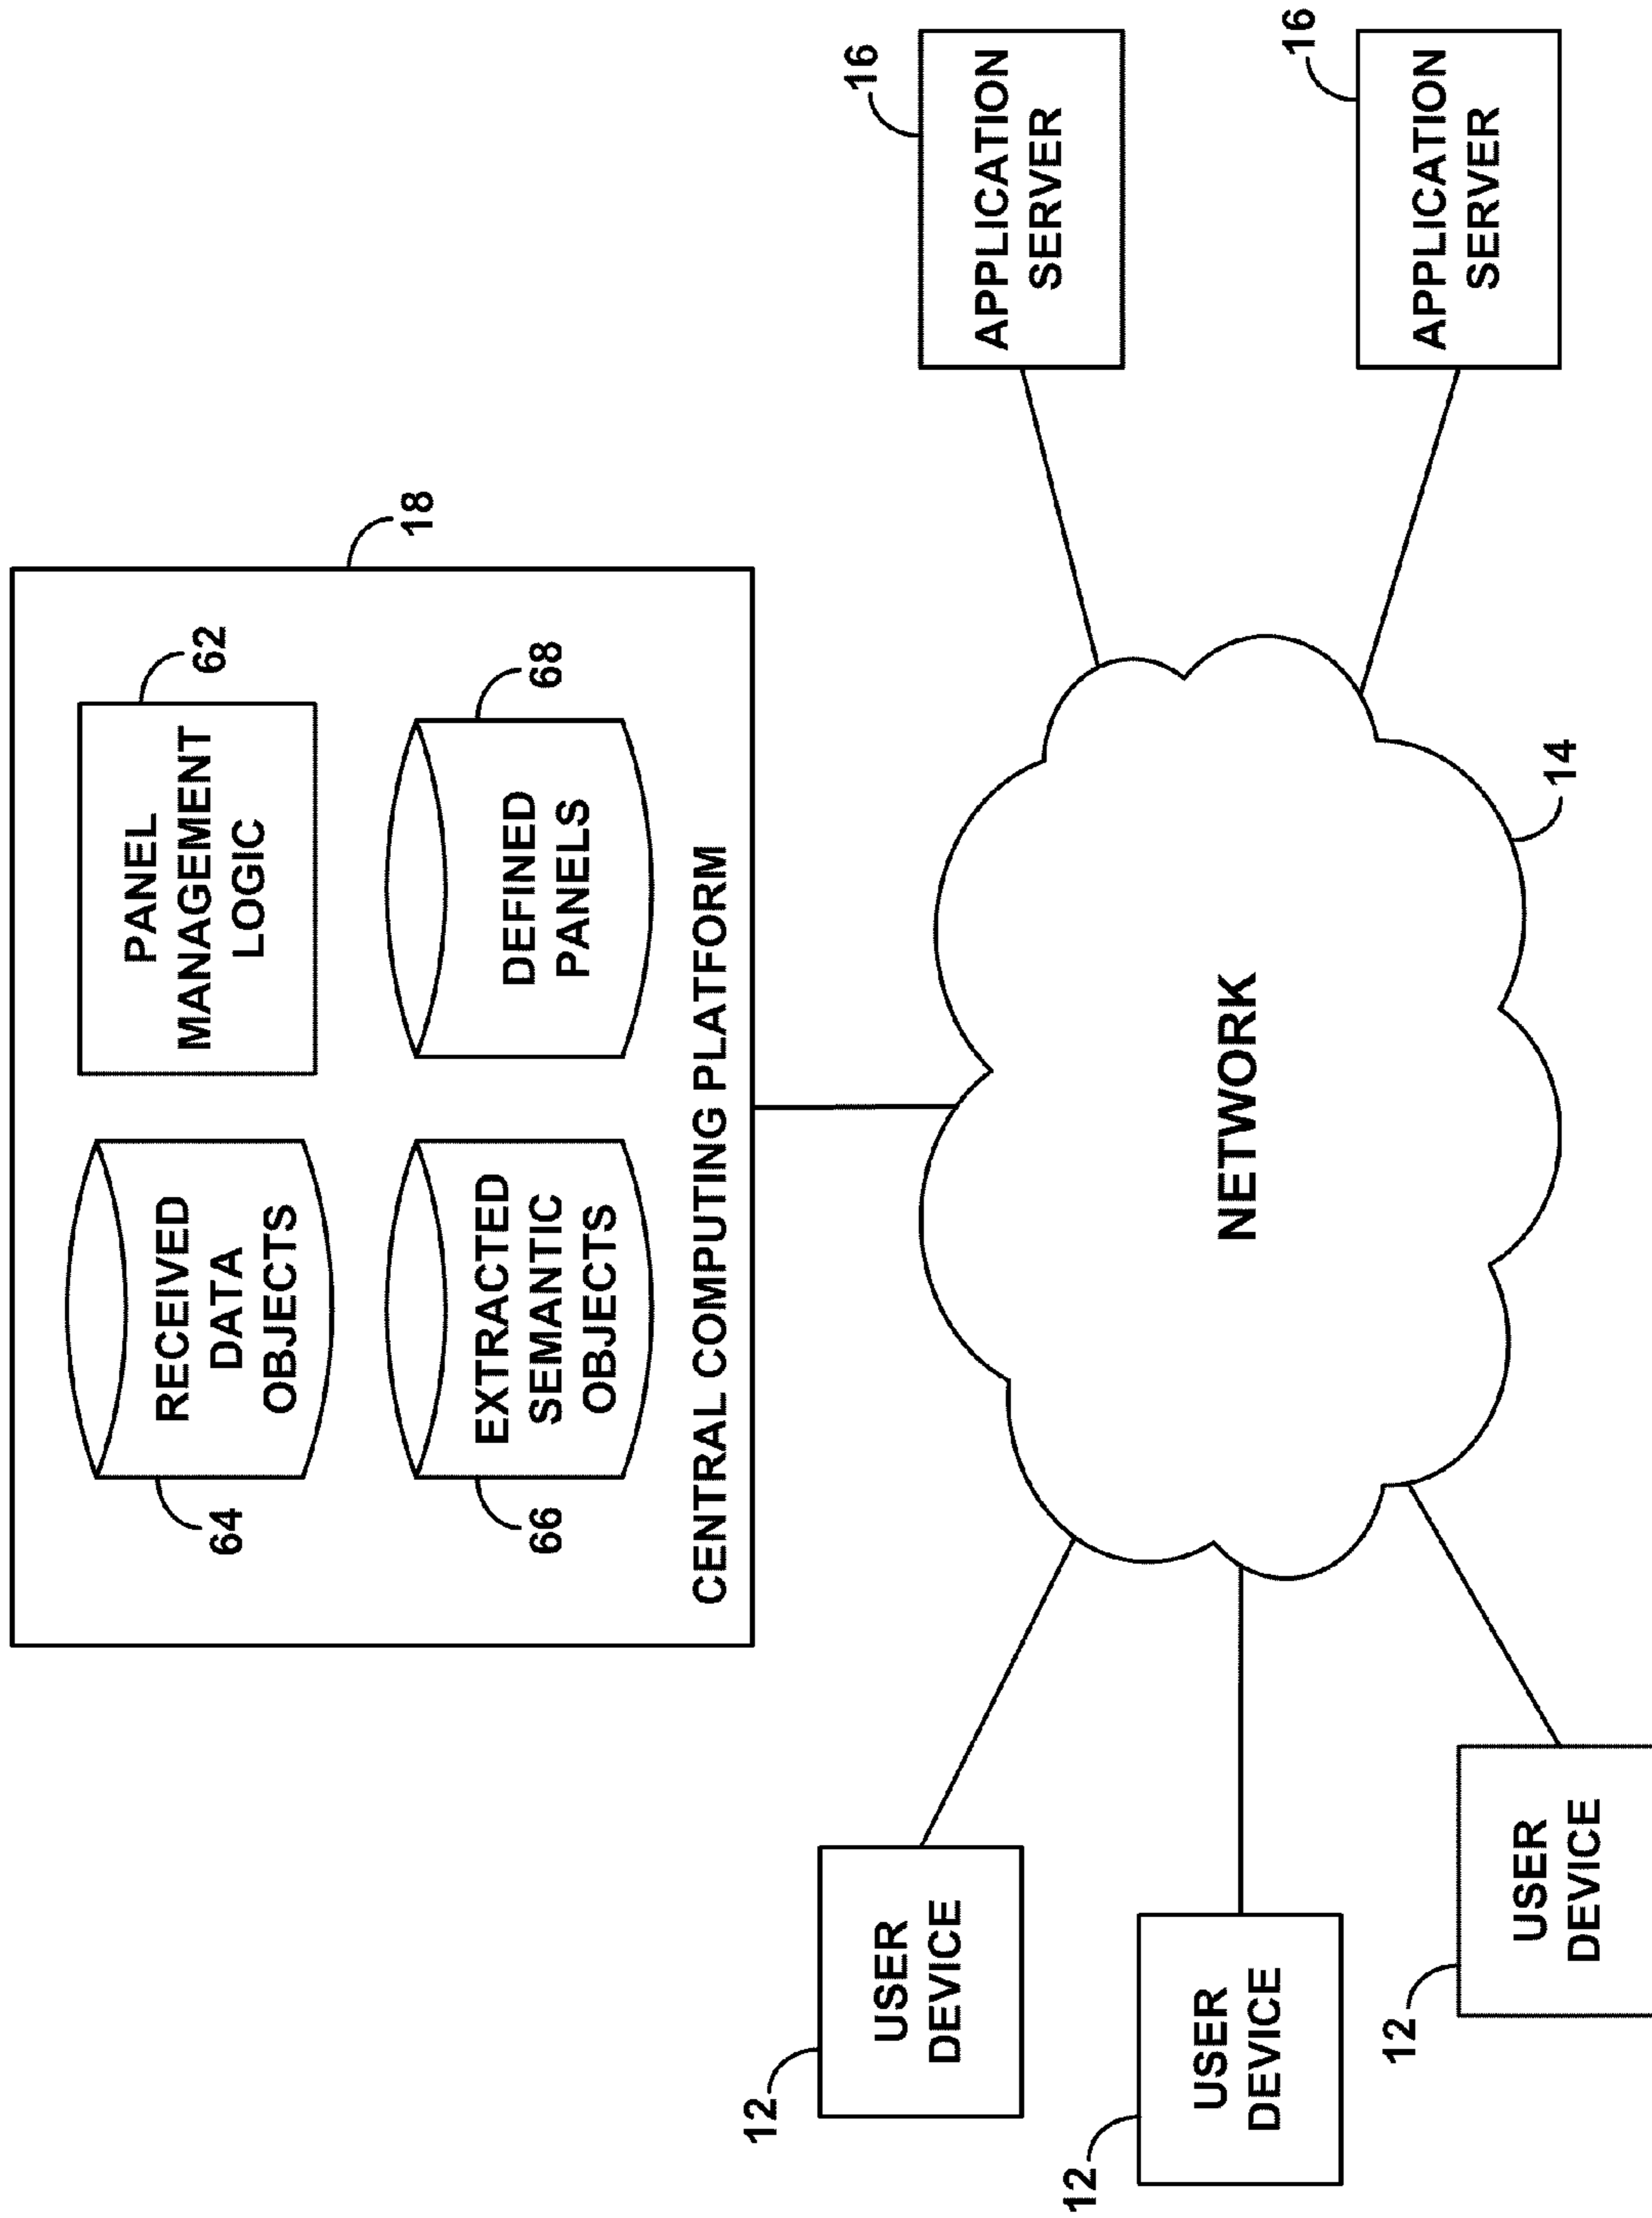 18
64
RECEIVED
DATA
OBJECTS
PANEL
MANAGEMENT
LOGIC
62
66
EXTRACTED
SEMANTIC
OBJECTS
DEFINED
PANELS
68
CENTRAL COMPUTING PLATFORM
12
USER
DEVICE
12
USER
DEVICE
12
USER
DEVICE
NETWORK
14
16
APPLICATION
SERVER
16
APPLICATION
SERVER